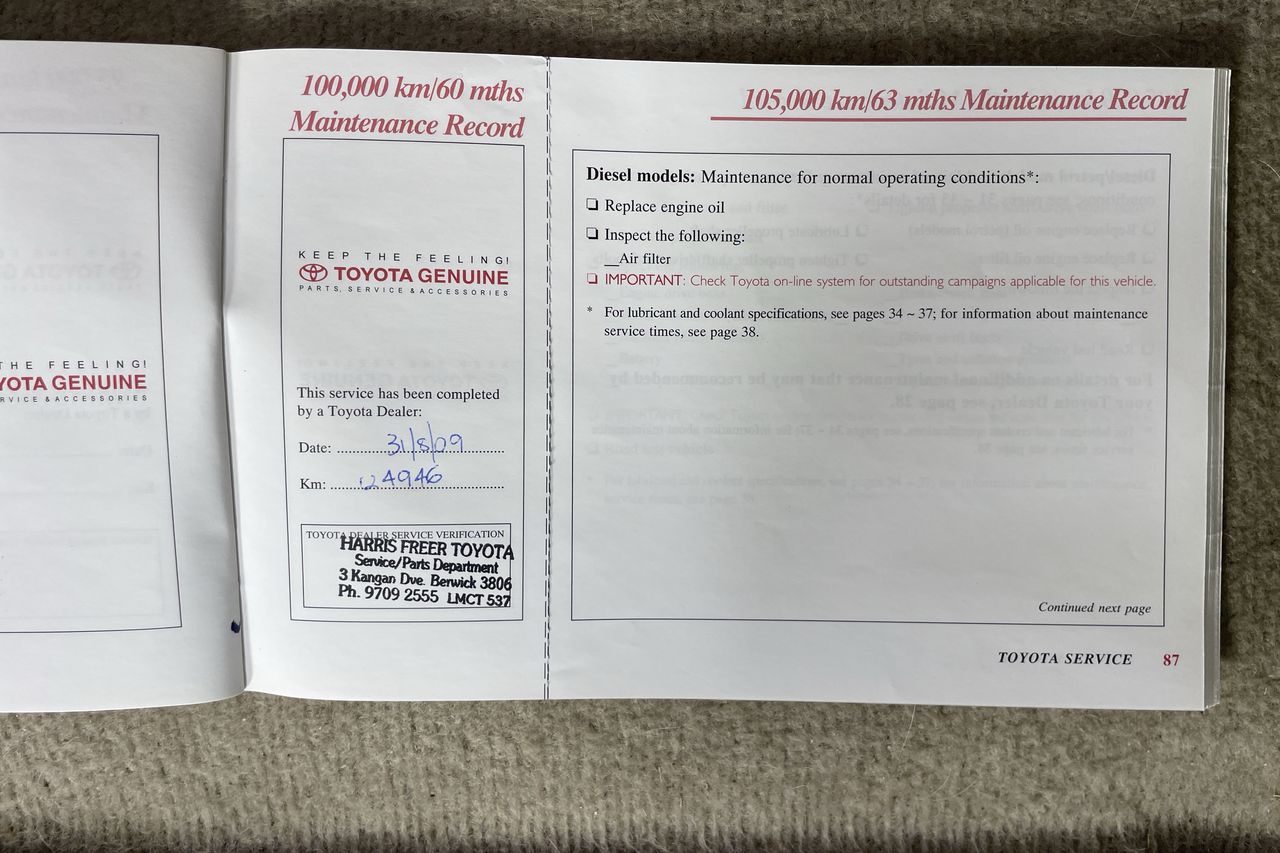 THE FEELING!
YOTA GENUINE
RVICE & ACCESSORIES
100,000 km/60 mths
Maintenance Record
KEEP THE FEELING!
TOYOTA GENUINE
PARTS, SERVICE & ACCESSORIES
This service has been completed
by a Toyota Dealer:
Date: 31/8/09
Km: 124946
TOYOTA DEALER SERVICE VERIFICATION
HARRIS FREER TOYOTA
Service/Parts Department
3 Kangan Dve. Berwick 3806
Ph. 9709 2555 LMCT 537
105,000 km/63 mths Maintenance Record
Diesel models: Maintenance for normal operating conditions*:
❏ Replace engine oil
❏ Inspect the following:
__Air filter
❏ IMPORTANT: Check Toyota on-line system for outstanding campaigns applicable for this vehicle.
* For lubricant and coolant specifications, see pages 34 ~ 37; for information about maintenance
service times, see page 38.
Continued next page
TOYOTA SERVICE 87